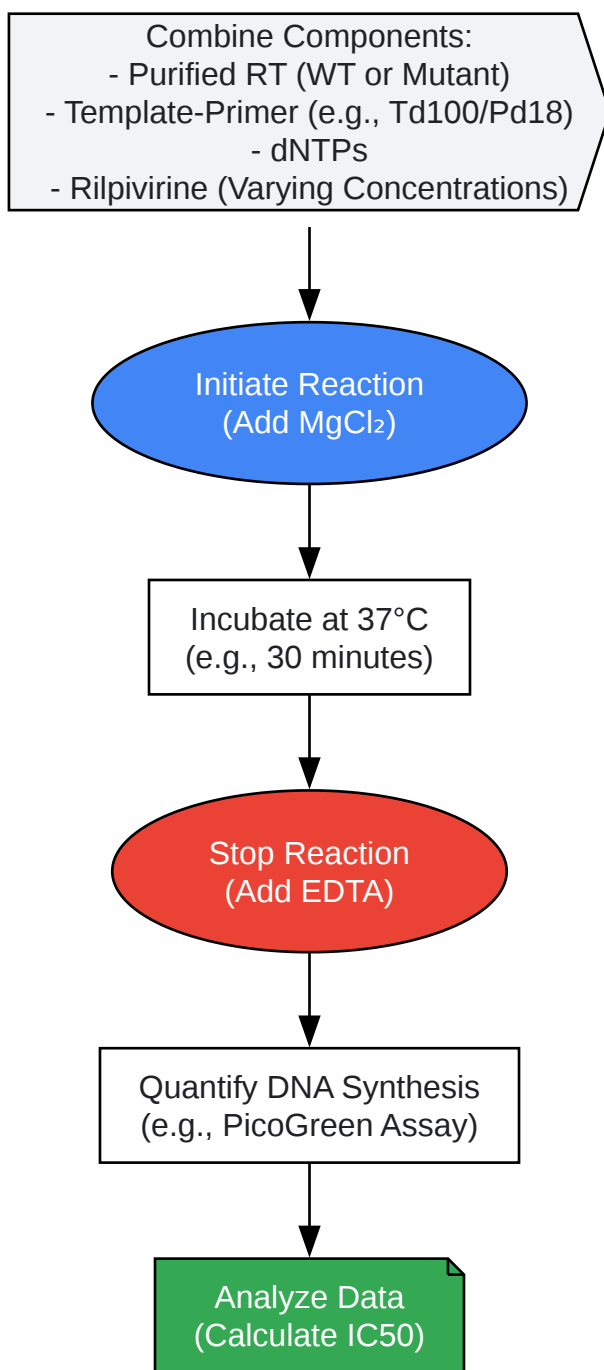 Combine Components:
- Purified RT (WT or Mutant)
- Template-Primer (e.g., Td100/Pd18)
- dNTPs
- Rilpivirine (Varying Concentrations)
Initiate Reaction
(Add MgCl₂)
Incubate at 37°C
(e.g., 30 minutes)
Stop Reaction
(Add EDTA)
Quantify DNA Synthesis
(e.g., PicoGreen Assay)
Analyze Data
(Calculate IC50)